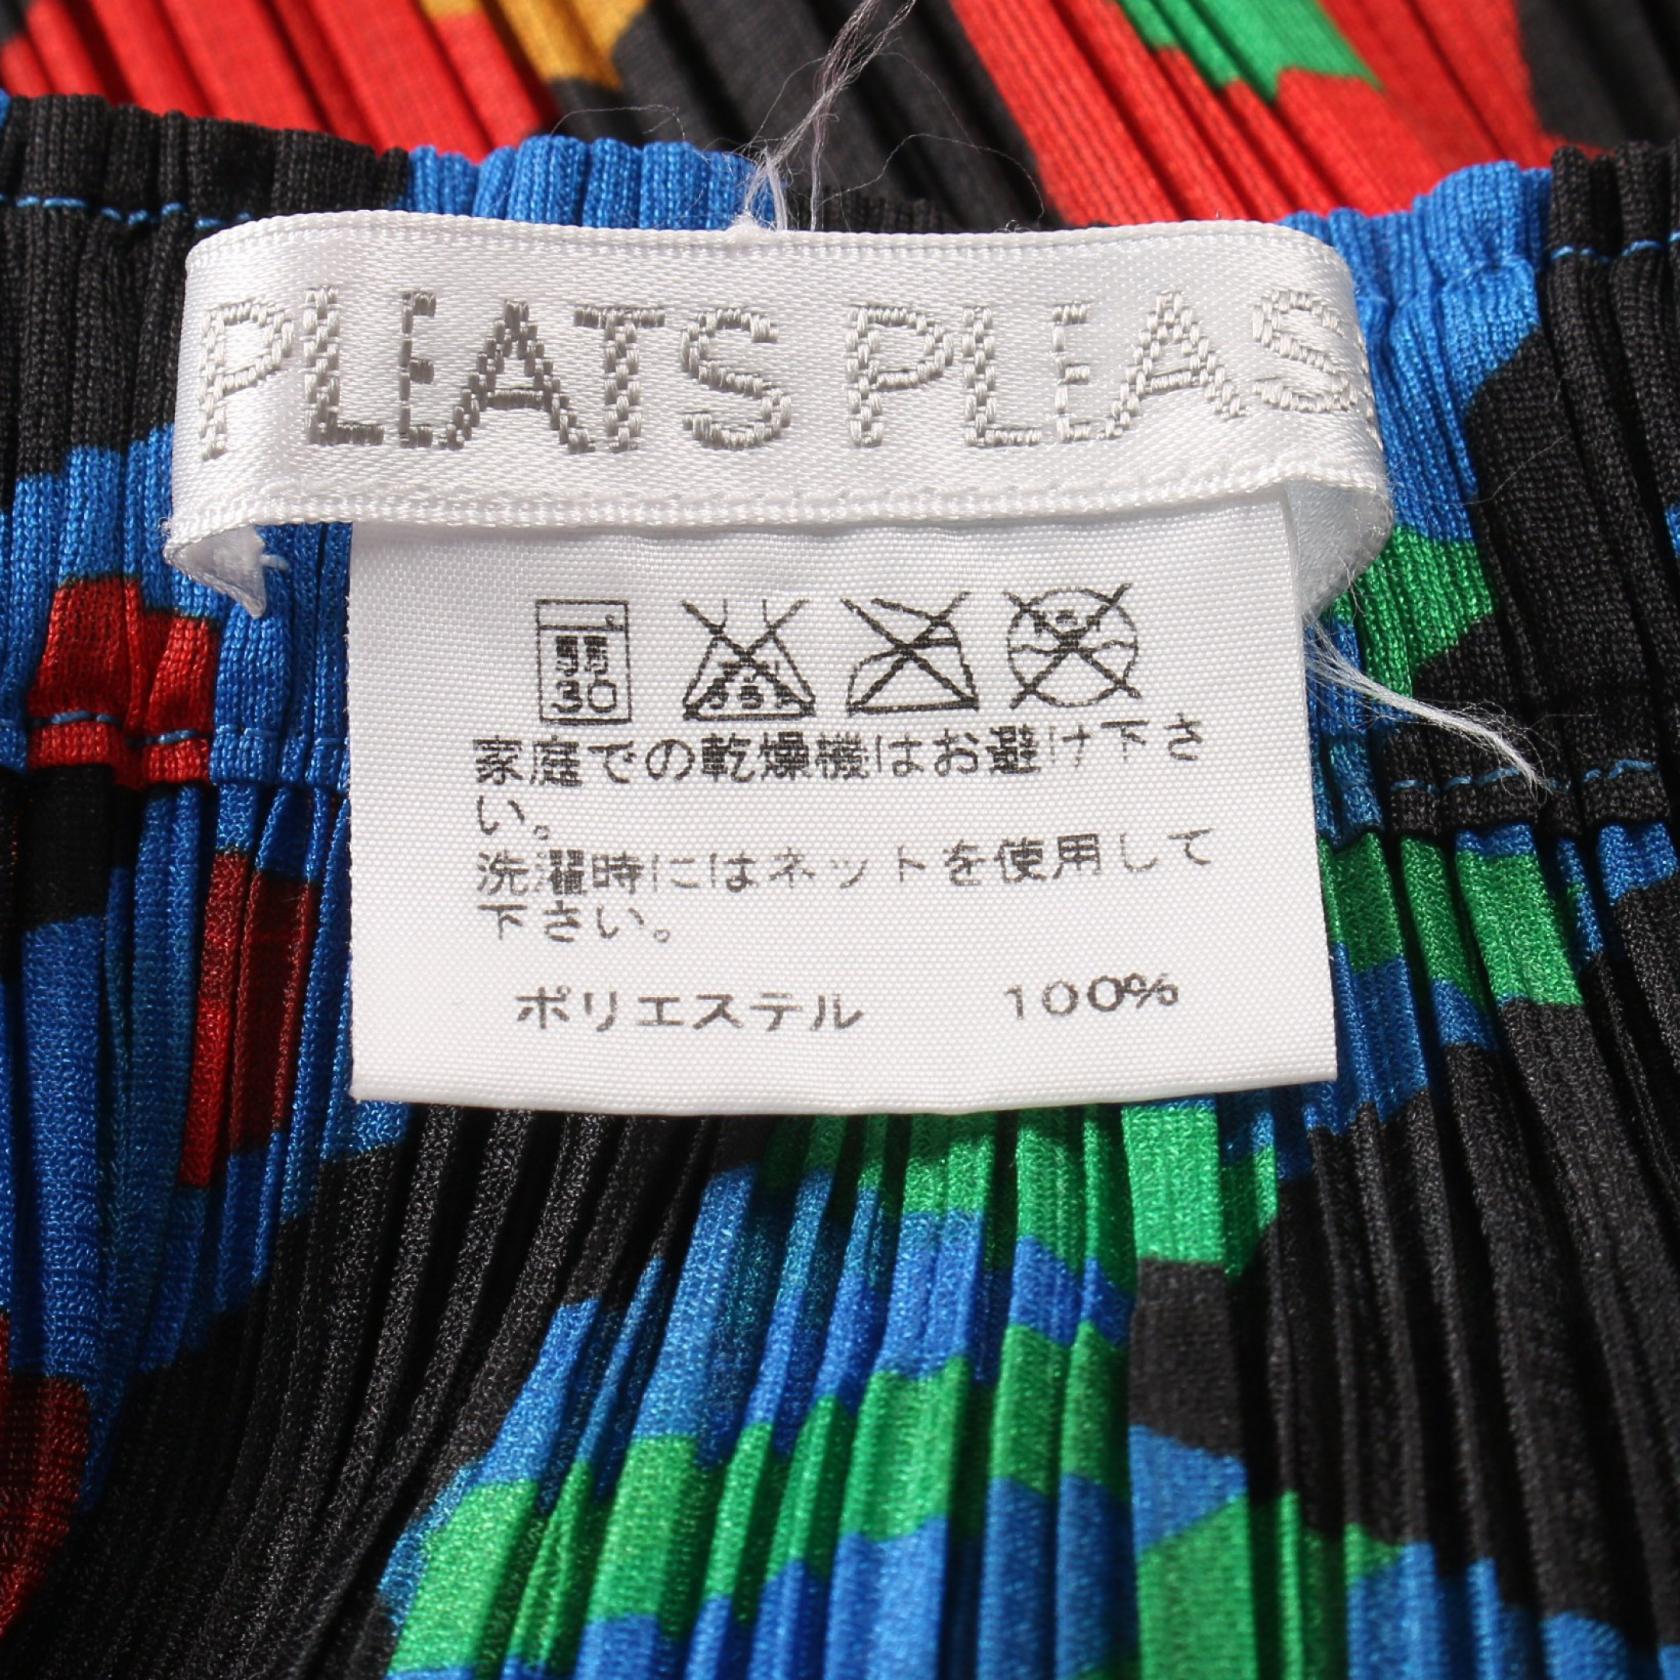 PLEATS PLEAS
30
家庭での乾燥機はお避け下さ
い。
洗濯時にはネットを使用して
下さい。
ポリエステル 100%